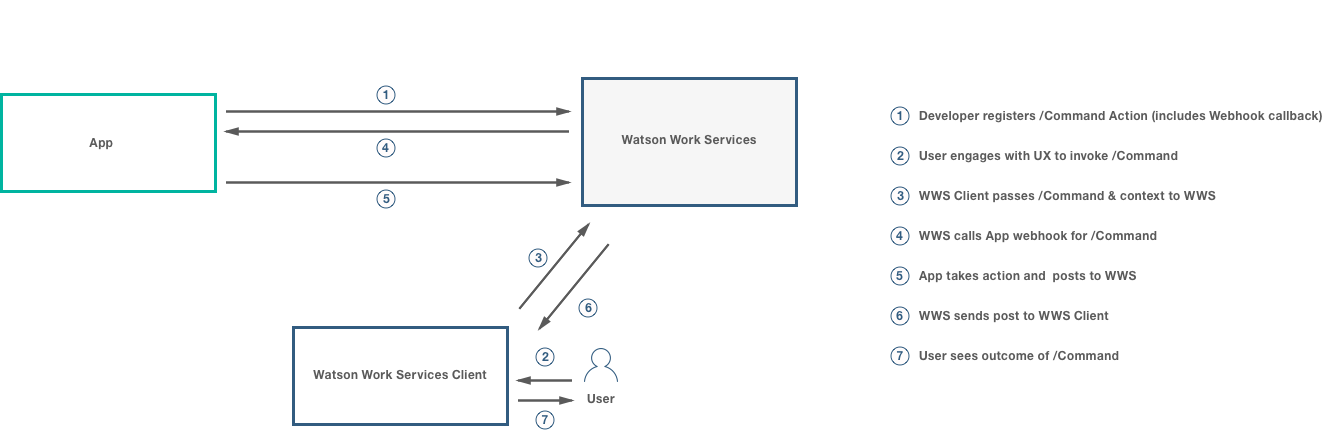 1
App
4
5
Watson Work Services
3
6
Watson Work Services Client
2
User
7
1 Developer registers /Command Action (includes Webhook callback)
2 User engages with UX to invoke /Command
3 WWS Client passes /Command & context to WWS
4 WWS calls App webhook for /Command
5 App takes action and  posts to WWS
6 WWS sends post to WWS Client
7 User sees outcome of /Command